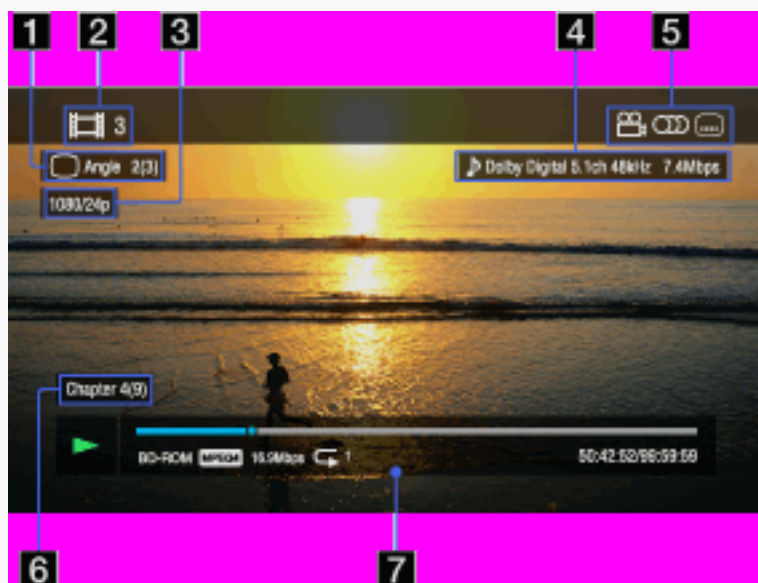 1 2 3 4 5
3
Angle 2(3)
♪ Dolby Digital 5.1ch 48kHz 7.4Mbps
1080/24p
Chapter 4(9)
BD-ROM MPEG4 16.9Mbps 1 50:42:52/99:59:59
6 7